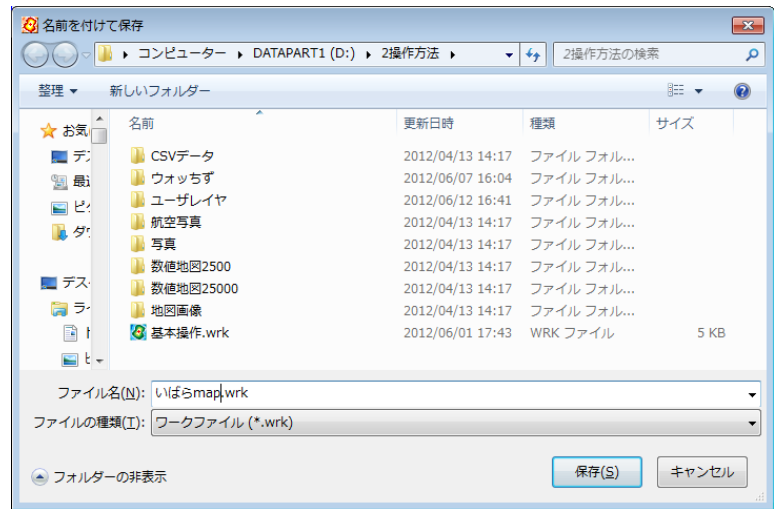 名前を付けて保存
コンピューター ▸ DATAPART1 (D:) ▸ 2操作方法 ▸ 2操作方法の検索
整理 ▼ 新しいフォルダー
名前 更新日時 種類 サイズ
お気
デ
最近
ピク
ダウ
デス
ラ
CSVデータ 2012/04/13 14:17 ファイル フォル...
ウォッちず 2012/06/07 16:04 ファイル フォル...
ユーザレイヤ 2012/06/12 16:41 ファイル フォル...
航空写真 2012/04/13 14:17 ファイル フォル...
写真 2012/04/13 14:17 ファイル フォル...
数値地図2500 2012/04/13 14:17 ファイル フォル...
数値地図25000 2012/04/13 14:17 ファイル フォル...
地図画像 2012/04/13 14:17 ファイル フォル...
基本操作.wrk 2012/06/01 17:43 WRK ファイル 5 KB
ファイル名(N): いばらmap.wrk
ファイルの種類(T): ワークファイル (*.wrk)
フォルダーの非表示 保存(S) キャンセル